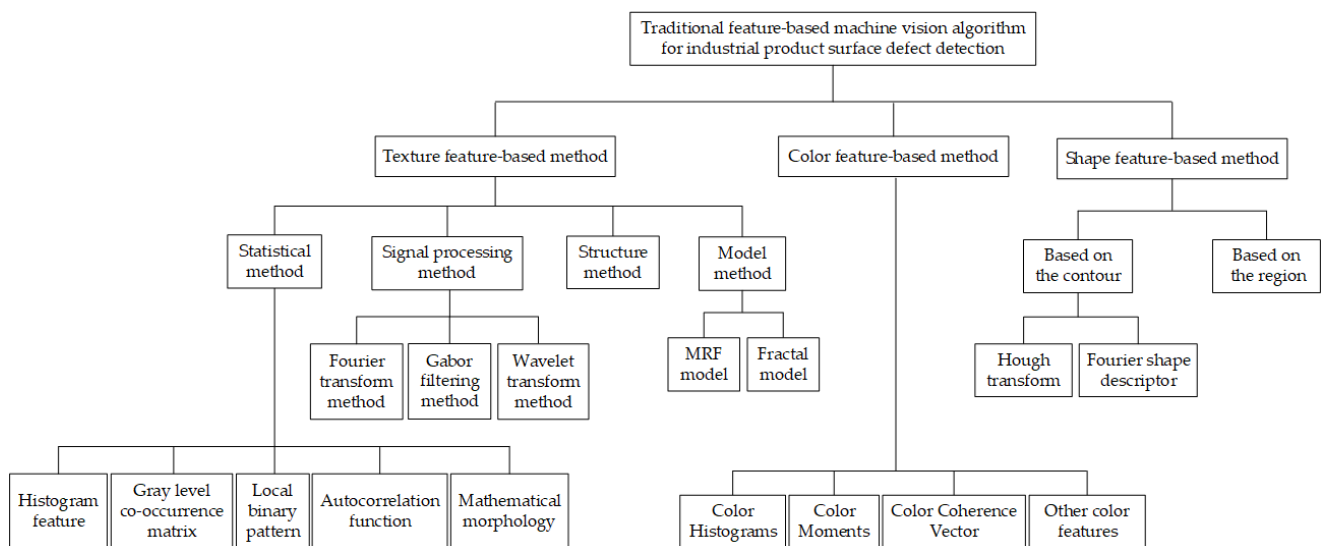 Traditional feature-based machine vision algorithm
for industrial product surface defect detection
Texture feature-based method
Color feature-based method
Shape feature-based method
Statistical
method
Signal processing
method
Structure
method
Model
method
Based on
the contour
Based on
the region
Fourier
transform
method
Gabor
filtering
method
Wavelet
transform
method
MRF
model
Fractal
model
Hough
transform
Fourier shape
descriptor
Histogram
feature
Gray level
co-occurrence
matrix
Local
binary
pattern
Autocorrelation
function
Mathematical
morphology
Color
Histograms
Color
Moments
Color Coherence
Vector
Other color
features